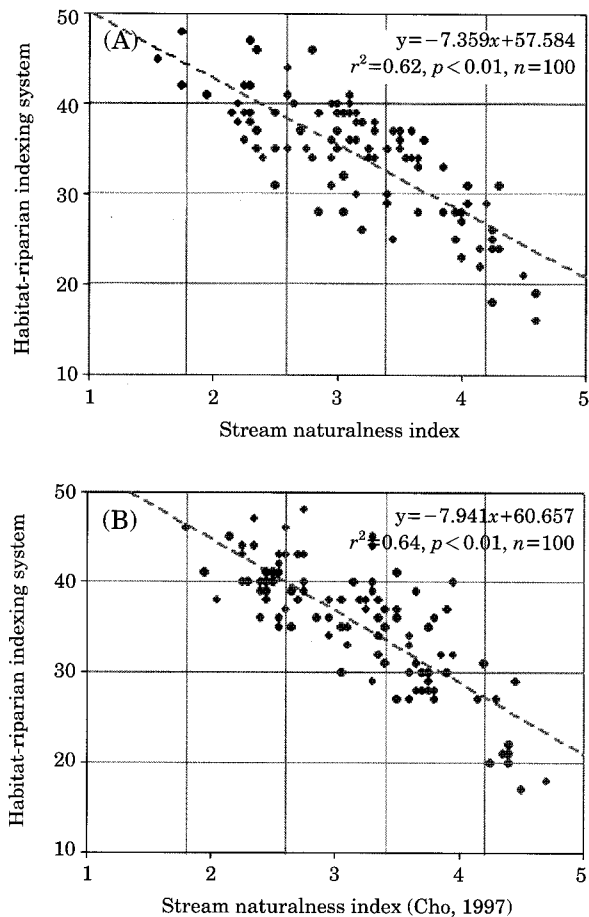 50
(A)
y=−7.359x+57.584
r²=0.62, p<0.01, n=100
40
30
20
10
Habitat-riparian indexing system
1 2 3 4 5
Stream naturalness index
50
(B)
y=−7.941x+60.657
r²=0.64, p<0.01, n=100
40
30
20
10
Habitat-riparian indexing system
1 2 3 4 5
Stream naturalness index (Cho, 1997)